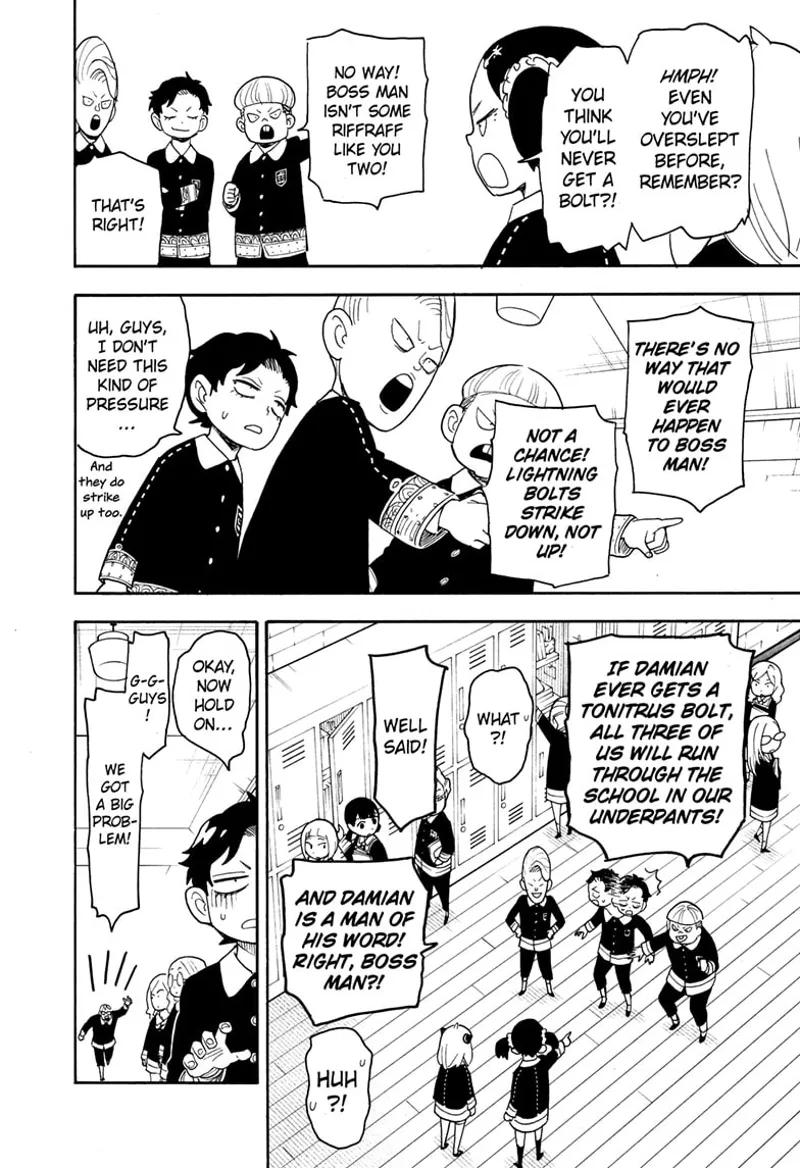 HMPH!
EVEN
YOU'VE
OVERSLEPT
BEFORE,
REMEMBER?
YOU
THINK
YOU'LL
NEVER
GET A
BOLT?!
NO WAY!
BOSS MAN
ISN'T SOME
RIFFRAFF
LIKE YOU
TWO!
THAT'S
RIGHT!
THERE'S NO
WAY THAT
WOULD
EVER
HAPPEN
TO BOSS
MAN!
NOT A
CHANCE!
LIGHTNING
BOLTS
STRIKE
DOWN, NOT
UP!
UH, GUYS,
I DON'T
NEED THIS
KIND OF
PRESSURE
...
And
they do
strike
up too.
IF DAMIAN
EVER GETS A
TONITRUS BOLT,
ALL THREE OF
US WILL RUN
THROUGH THE
SCHOOL IN OUR
UNDERPANTS!
WHAT
?!
WELL
SAID!
AND DAMIAN
IS A MAN OF
HIS WORD!
RIGHT, BOSS
MAN?!
HUH
?!
OKAY,
NOW
HOLD
ON...
G-G-
GUYS
!
WE
GOT
A BIG
PROB-
LEM!